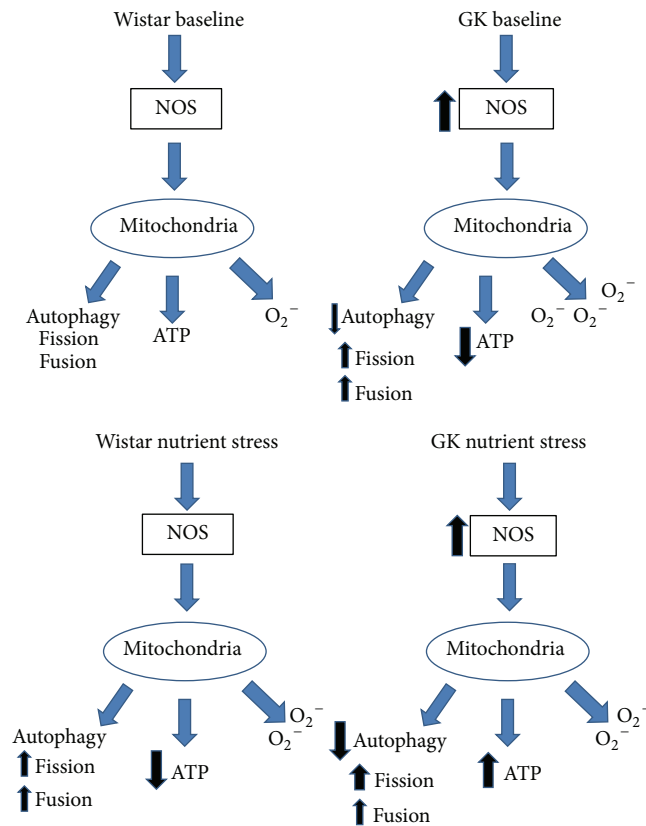 Wistar baseline
NOS
Mitochondria
Autophagy
Fission
Fusion
ATP
O₂⁻
GK baseline
NOS
Mitochondria
Autophagy
Fission
Fusion
ATP
O₂⁻
O₂⁻ O₂⁻
Wistar nutrient stress
NOS
Mitochondria
Autophagy
Fission
Fusion
ATP
O₂⁻
O₂⁻
GK nutrient stress
NOS
Mitochondria
Autophagy
Fission
Fusion
ATP
O₂⁻
O₂⁻